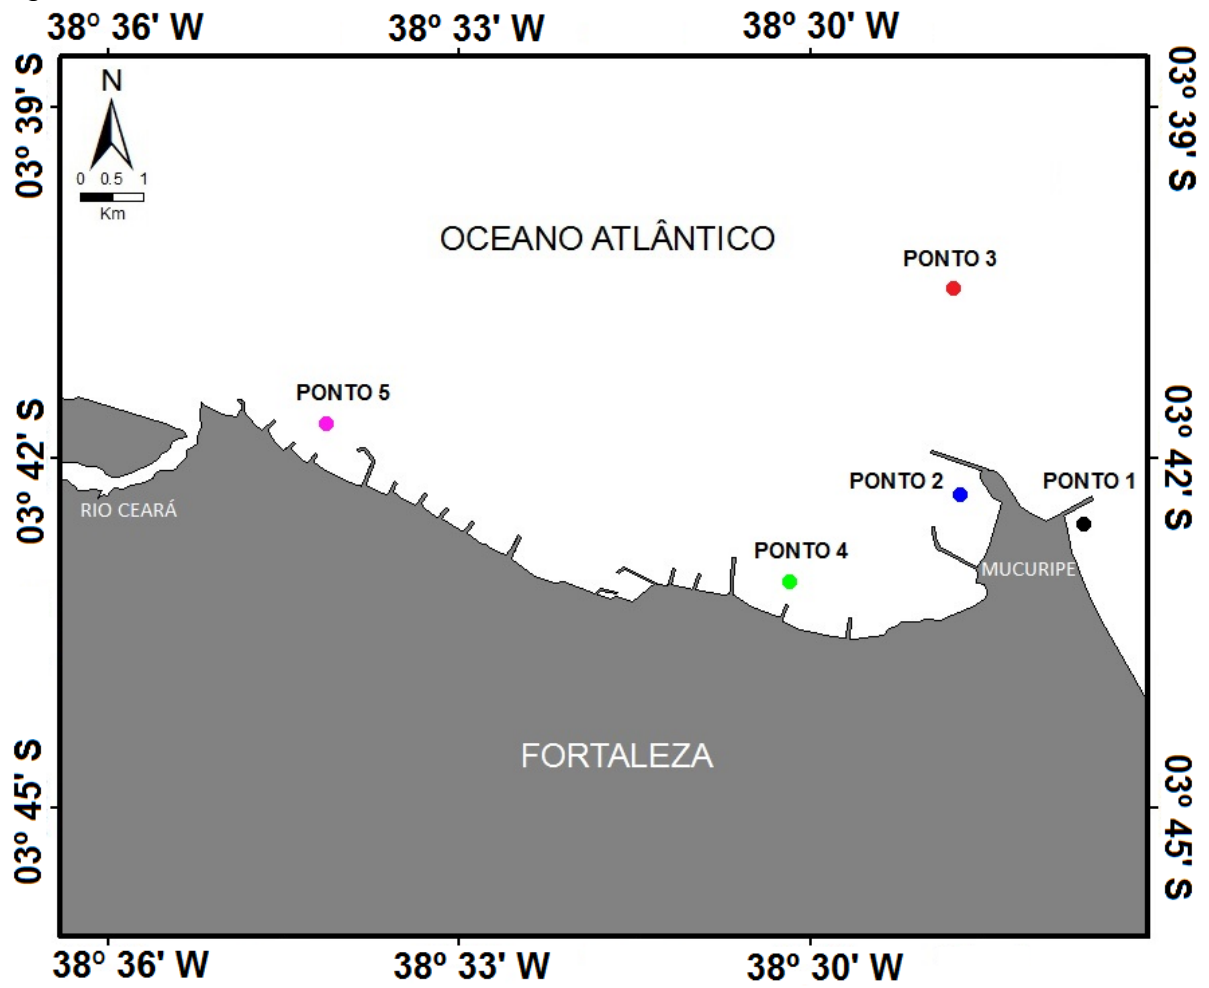 38º 36' W
38º 33' W
38º 30' W
03º 39' S
03º 39' S
N
0 0.5 1
Km
OCEANO ATLÂNTICO
PONTO 3
PONTO 5
03º 42' S
03º 42' S
PONTO 2
PONTO 1
RIO CEARÁ
PONTO 4
MUCURIPE
FORTALEZA
03º 45' S
03º 45' S
38º 36' W
38º 33' W
38º 30' W